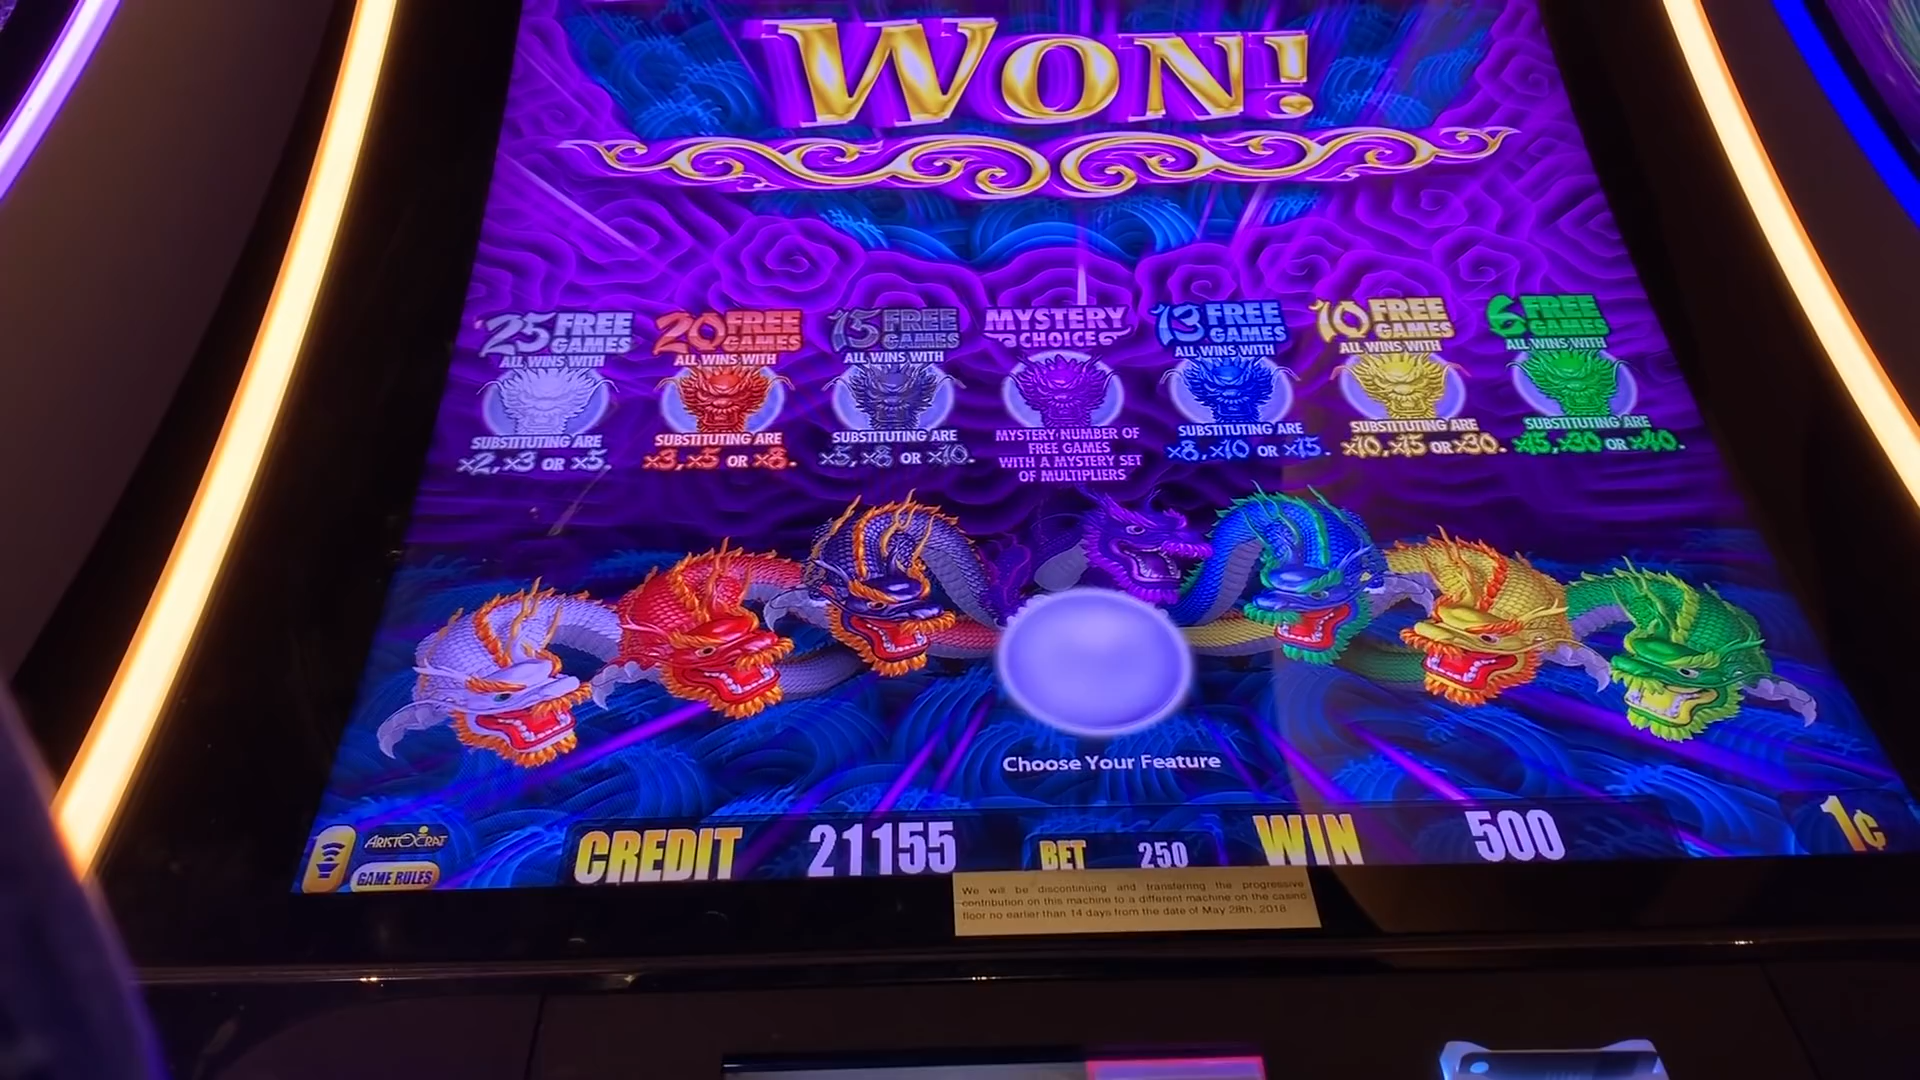 WON!
25 FREE GAMES
ALL WINS WITH
SUBSTITUTING ARE
x2, x3 OR x5.
20 FREE GAMES
ALL WINS WITH
SUBSTITUTING ARE
x3, x5 OR x8.
15 FREE GAMES
ALL WINS WITH
SUBSTITUTING ARE
x5, x8 OR x10.
MYSTERY
CHOICE
MYSTERY NUMBER OF
FREE GAMES
WITH A MYSTERY SET
OF MULTIPLIERS
13 FREE GAMES
ALL WINS WITH
SUBSTITUTING ARE
x8, x10 OR x15.
10 FREE GAMES
ALL WINS WITH
SUBSTITUTING ARE
x10, x15 OR x30.
6 FREE GAMES
ALL WINS WITH
SUBSTITUTING ARE
x15, x30 OR x40.
Choose Your Feature
ARISTOCRAT
GAME RULES
CREDIT 21155 BET 250 WIN 500 1¢
We will be discontinuing and transferring the progressive
contribution on this machine to a different machine on the casino
floor no earlier than 14 days from the date of May 28th, 2018